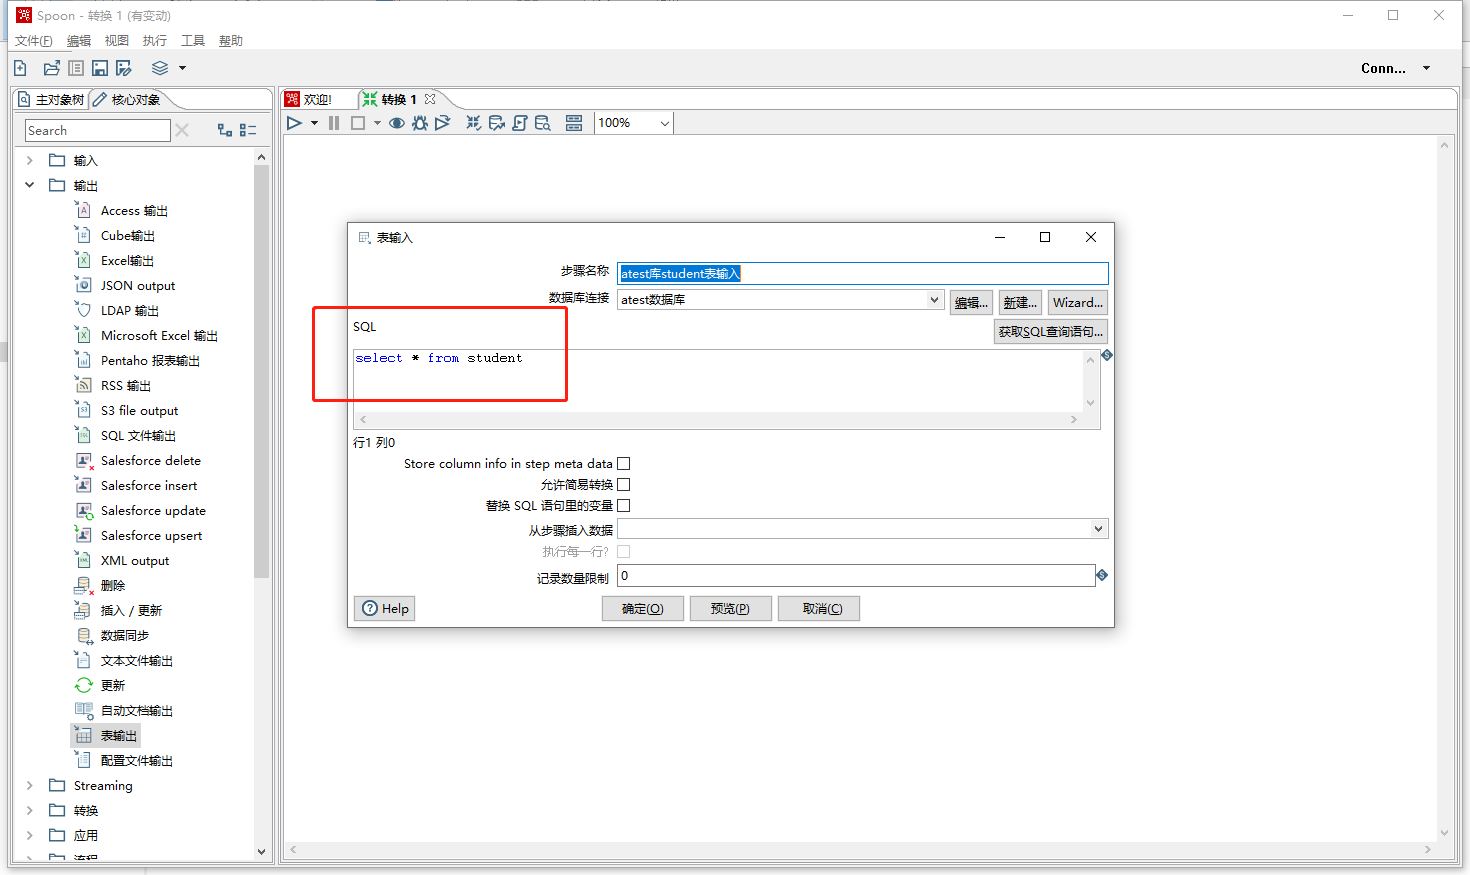 Spoon - 转换 1 (有变动)
文件(F) 编辑 视图 执行 工具 帮助
Conn...
主对象树 核心对象
欢迎! 转换 1
Search
100%
输入
输出
Access 输出
Cube输出
Excel输出
JSON output
LDAP 输出
Microsoft Excel 输出
Pentaho 报表输出
RSS 输出
S3 file output
SQL 文件输出
Salesforce delete
Salesforce insert
Salesforce update
Salesforce upsert
XML output
删除
插入 / 更新
数据同步
文本文件输出
更新
自动文档输出
表输出
配置文件输出
Streaming
转换
应用
流程
表输入
步骤名称 atest库student表输入
数据库连接 atest数据库 编辑... 新建... Wizard...
SQL 获取SQL查询语句...
select * from student
行1 列0
Store column info in step meta data
允许简易转换
替换 SQL 语句里的变量
从步骤插入数据
执行每一行?
记录数量限制 0
Help 确定(O) 预览(P) 取消(C)